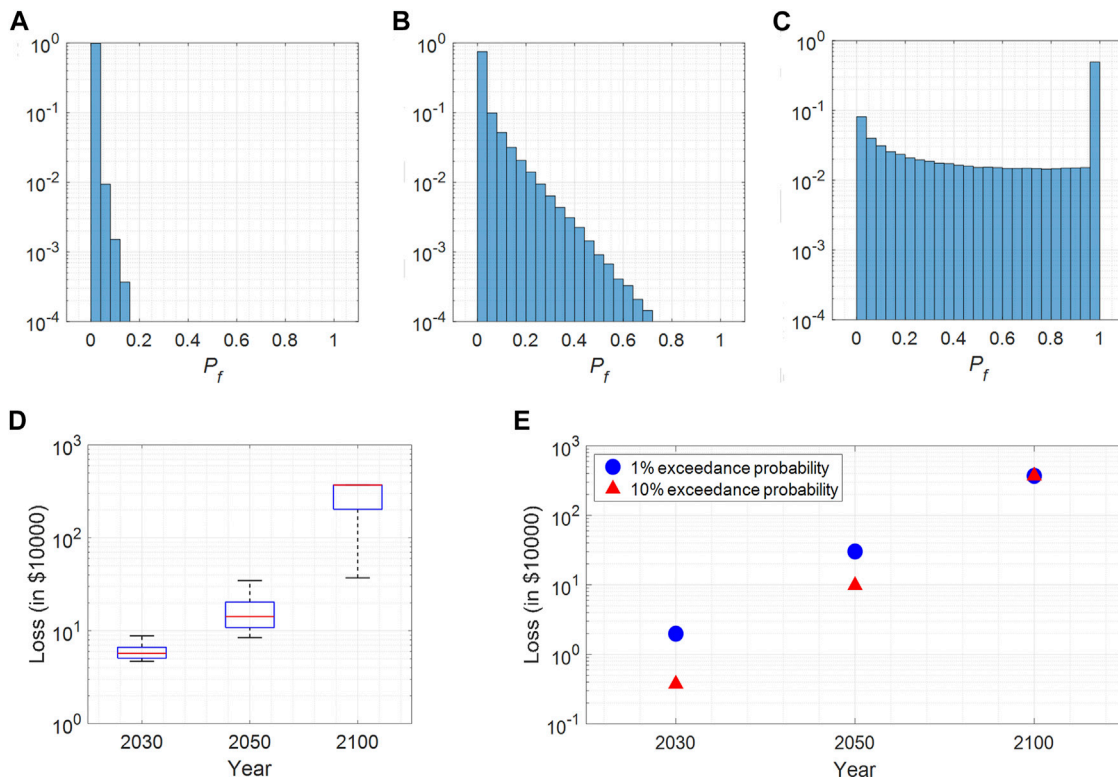 A
B
C
10^0
10^-1
10^-2
10^-3
10^-4
0 0.2 0.4 0.6 0.8 1
P_f
10^0
10^-1
10^-2
10^-3
10^-4
0 0.2 0.4 0.6 0.8 1
P_f
10^0
10^-1
10^-2
10^-3
10^-4
0 0.2 0.4 0.6 0.8 1
P_f
D
Loss (in $10000)
10^3
10^2
10^1
10^0
2030 2050 2100
Year
E
Loss (in $10000)
10^3
10^2
10^1
10^0
10^-1
1% exceedance probability
10% exceedance probability
2030 2050 2100
Year